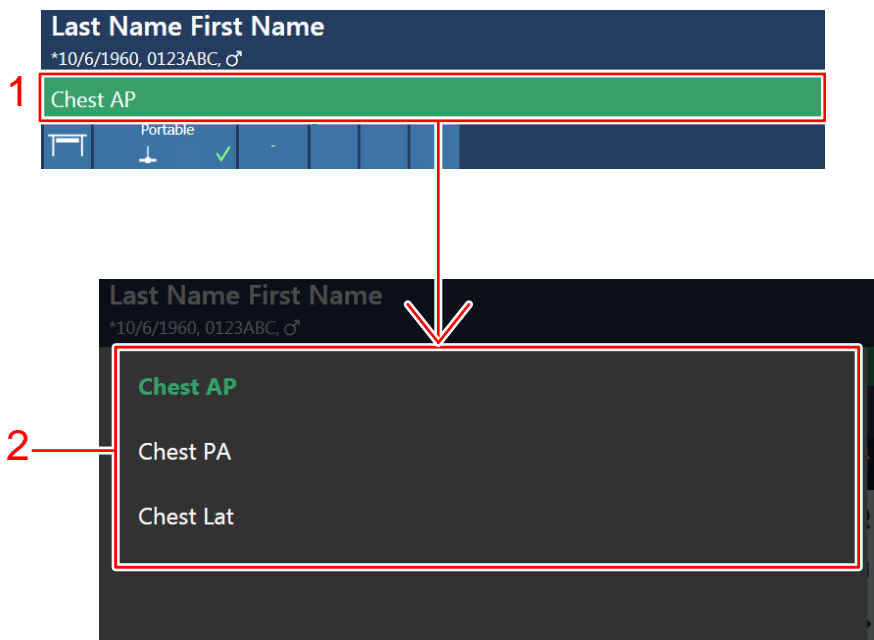 Last Name First Name
*10/6/1960, 0123ABC, ♂
1
Chest AP
Portable
-
Last Name First Name
*10/6/1960, 0123ABC, ♂
Chest AP
2
Chest PA
Chest Lat